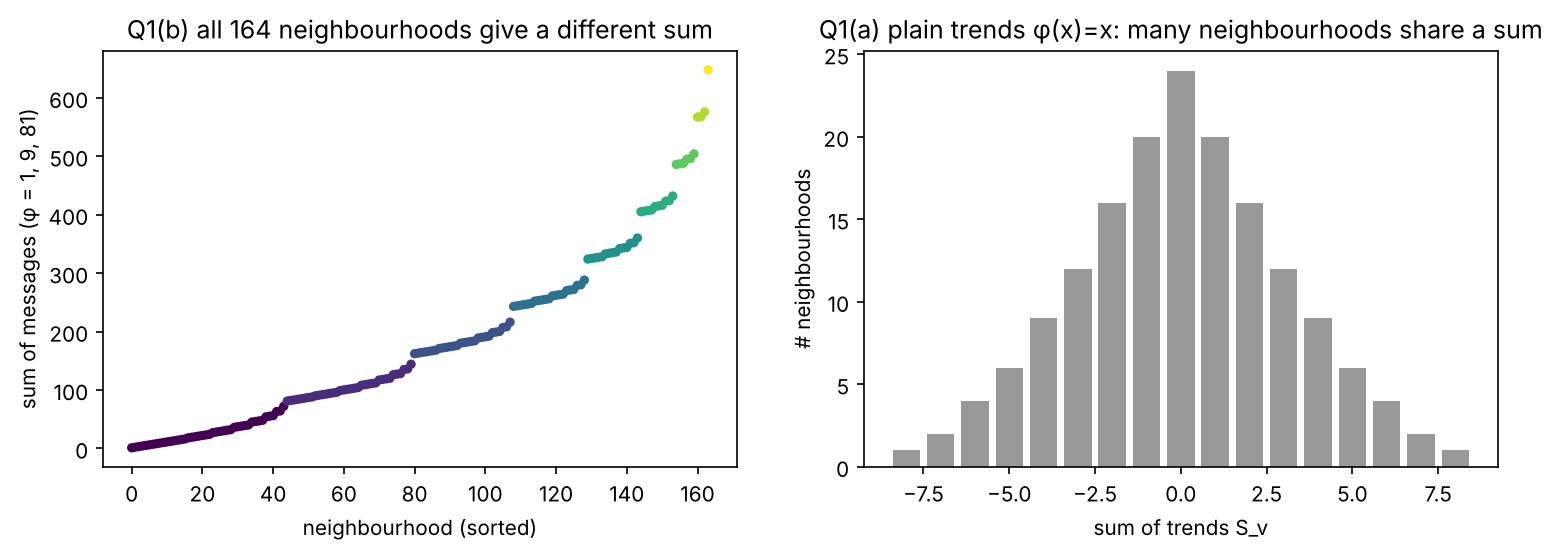 Q1(b) all 164 neighbourhoods give a different sum
sum of messages (φ = 1, 9, 81)
600
500
400
300
200
100
0
0 20 40 60 80 100 120 140 160
neighbourhood (sorted)
Q1(a) plain trends φ(x)=x: many neighbourhoods share a sum
# neighbourhoods
25
20
15
10
5
0
−7.5 −5.0 −2.5 0.0 2.5 5.0 7.5
sum of trends S_v